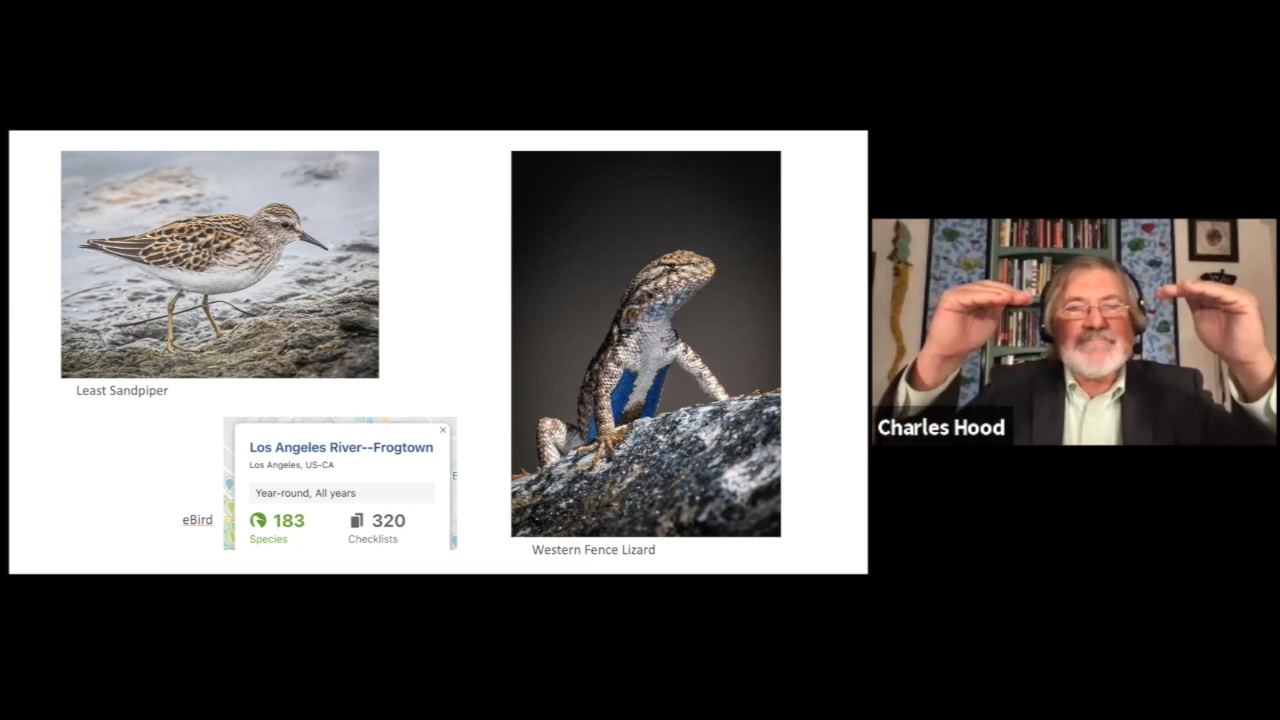 Least Sandpiper
Los Angeles River--Frogtown
Los Angeles, US-CA
Year-round, All years
eBird
183
Species
320
Checklists
E
Western Fence Lizard
Charles Hood